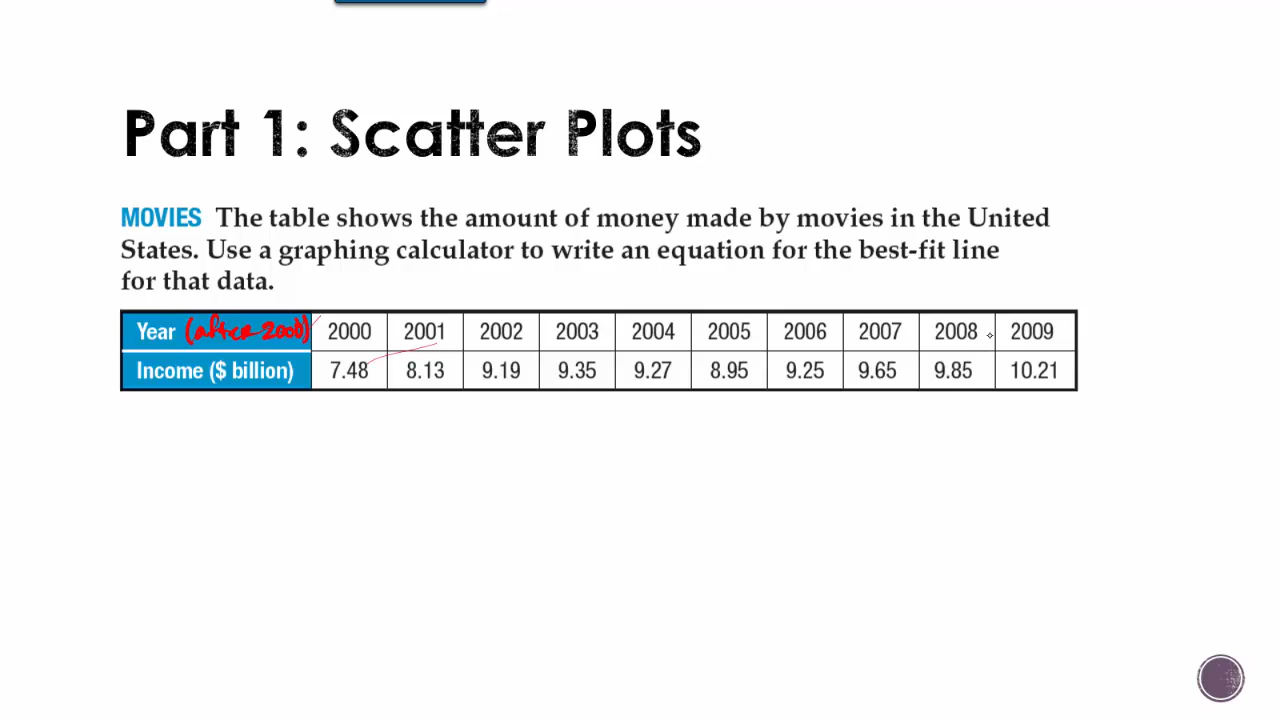 Part 1: Scatter Plots
MOVIES The table shows the amount of money made by movies in the United
States. Use a graphing calculator to write an equation for the best-fit line
for that data.
Year (after 2000) 2000 2001 2002 2003 2004 2005 2006 2007 2008 2009
Income ($ billion) 7.48 8.13 9.19 9.35 9.27 8.95 9.25 9.65 9.85 10.21